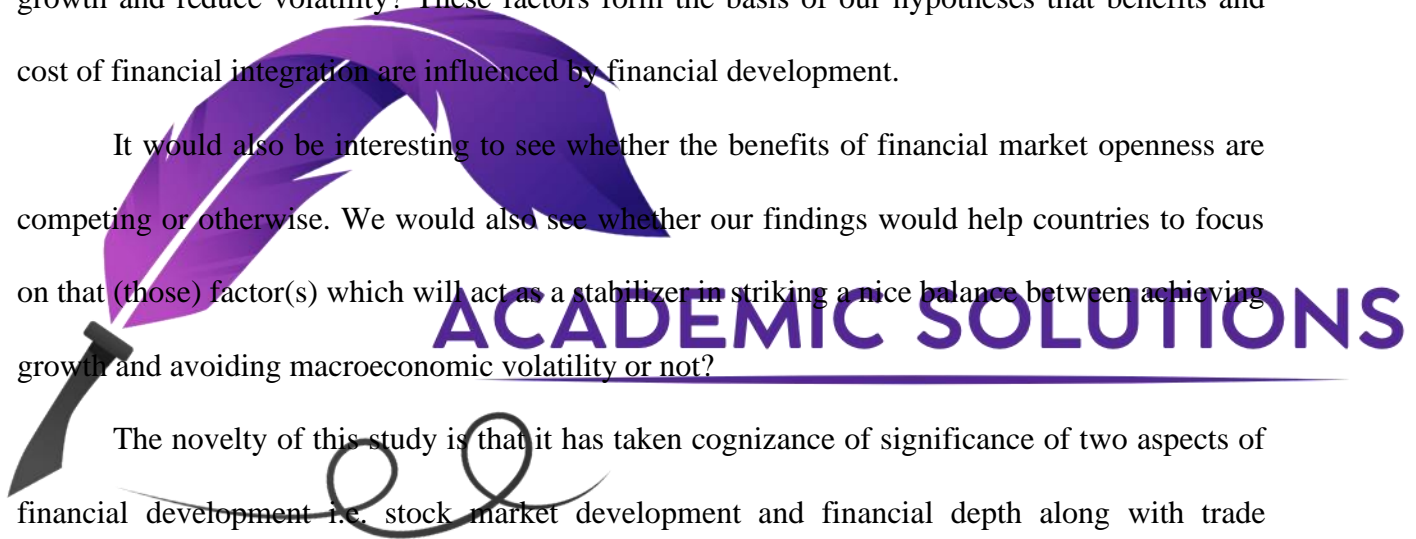 growth and reduce volatility? These factors form the basis of our hypotheses that benefits and
cost of financial integration are influenced by financial development.
It would also be interesting to see whether the benefits of financial market openness are
competing or otherwise. We would also see whether our findings would help countries to focus
on that (those) factor(s) which will act as a stabilizer in striking a nice balance between achieving
ACADEMIC SOLUTIONS
growth and avoiding macroeconomic volatility or not?
The novelty of this study is that it has taken cognizance of significance of two aspects of
financial development i.e. stock market development and financial depth along with trade